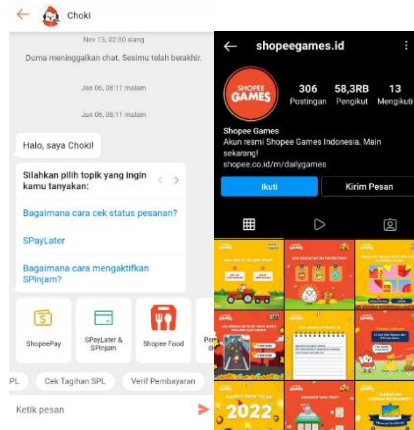 Choki
Nov 13, 02:30 siang
Duma meninggalkan chat. Sesimu telah berakhir.
Jan 06, 08:11 malam
Jan 06, 08:11 malam
Halo, saya Choki!
Silahkan pilih topik yang ingin
kamu tanyakan:
Bagaimana cara cek status pesanan?
SPayLater
Bagaimana cara mengaktifkan
SPinjam?
ShopeePay
SPayLater &
SPinjam
Shopee Food
PL
Cek Tagihan SPL
Verif Pembayaran
Ketik pesan
shopeegames.id
SHOPEE
GAMES
306
58,3RB
13
Postingan
Pengikut
Mengikuti
Shopee Games
Akun resmi Shopee Games Indonesia, Main
sekarang!
shopee.co.id/m/dailygames
Ikuti
Kirim Pesan
2022